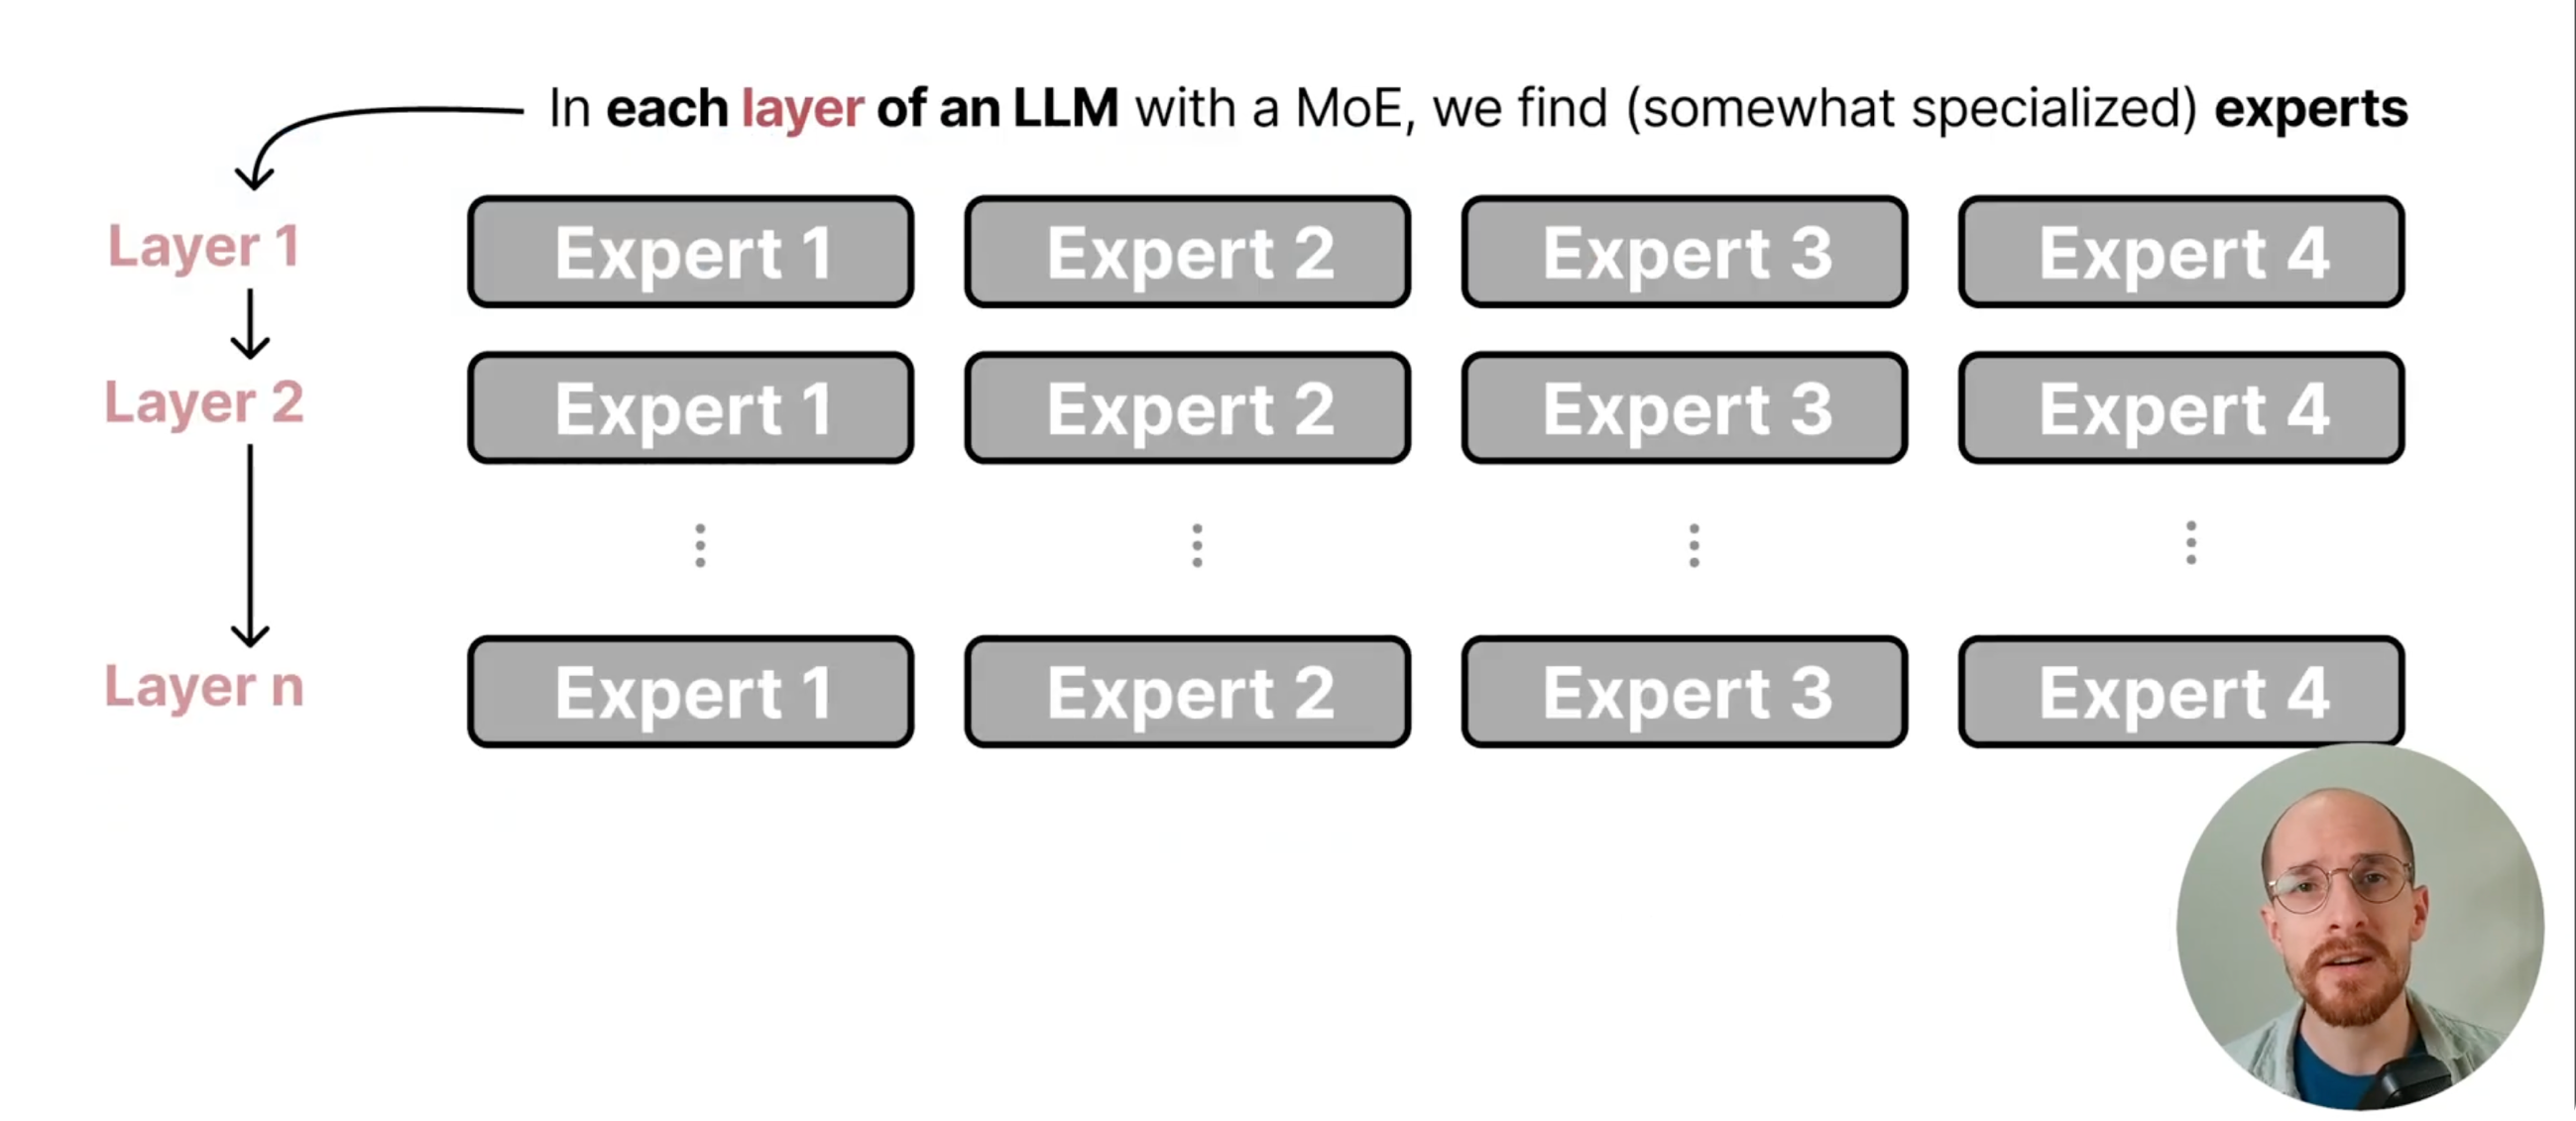 In each layer of an LLM with a MoE, we find (somewhat specialized) experts
Layer 1 Expert 1 Expert 2 Expert 3 Expert 4
Layer 2 Expert 1 Expert 2 Expert 3 Expert 4
Layer n Expert 1 Expert 2 Expert 3 Expert 4